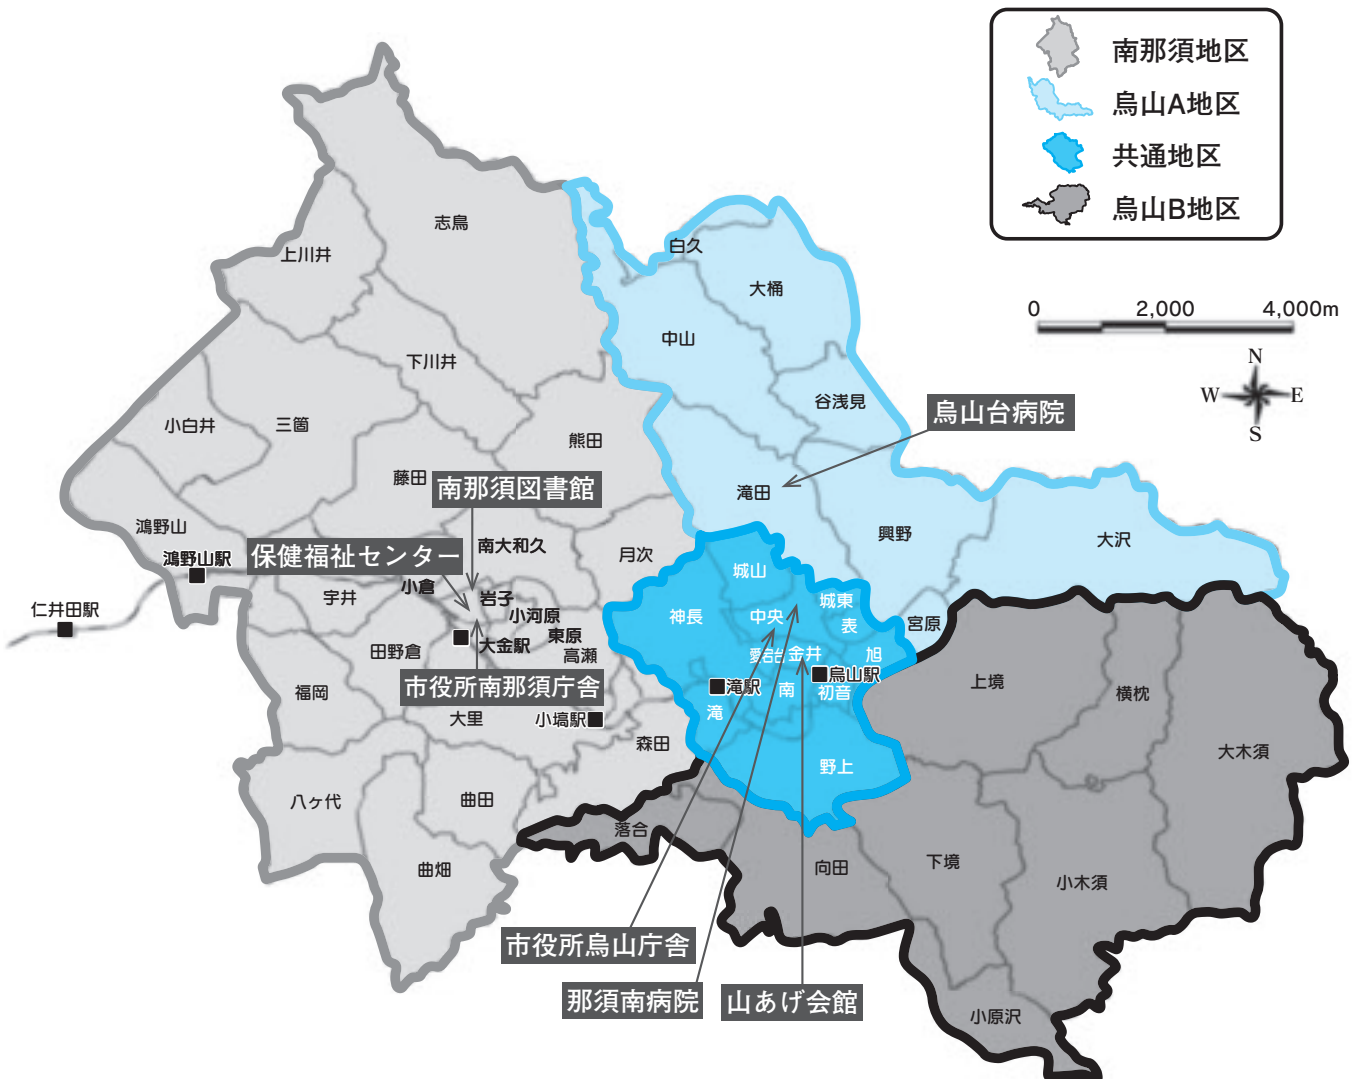 南那須地区
烏山A地区
共通地区
烏山B地区
0 2,000 4,000m
N
W E
S
志鳥
上川井
白久
大桶
中山
下川井
谷浅見
烏山台病院
小白井
三箇
熊田
藤田
南那須図書館
滝田
鴻野山
南大和久
興野
大沢
鴻野山駅
保健福祉センター
月次
城山
小倉
宇井
岩子
仁井田駅
小河原
神長
中央
城東
表
宮原
東原
大金駅
田野倉
高瀬
愛宕台
金井
旭
烏山駅
福岡
市役所南那須庁舎
滝駅
南
初音
上境
横枕
大里
小塙駅
滝
森田
大木須
野上
八ヶ代
曲田
落合
曲畑
向田
下境
小木須
市役所烏山庁舎
那須南病院
山あげ会館
小原沢